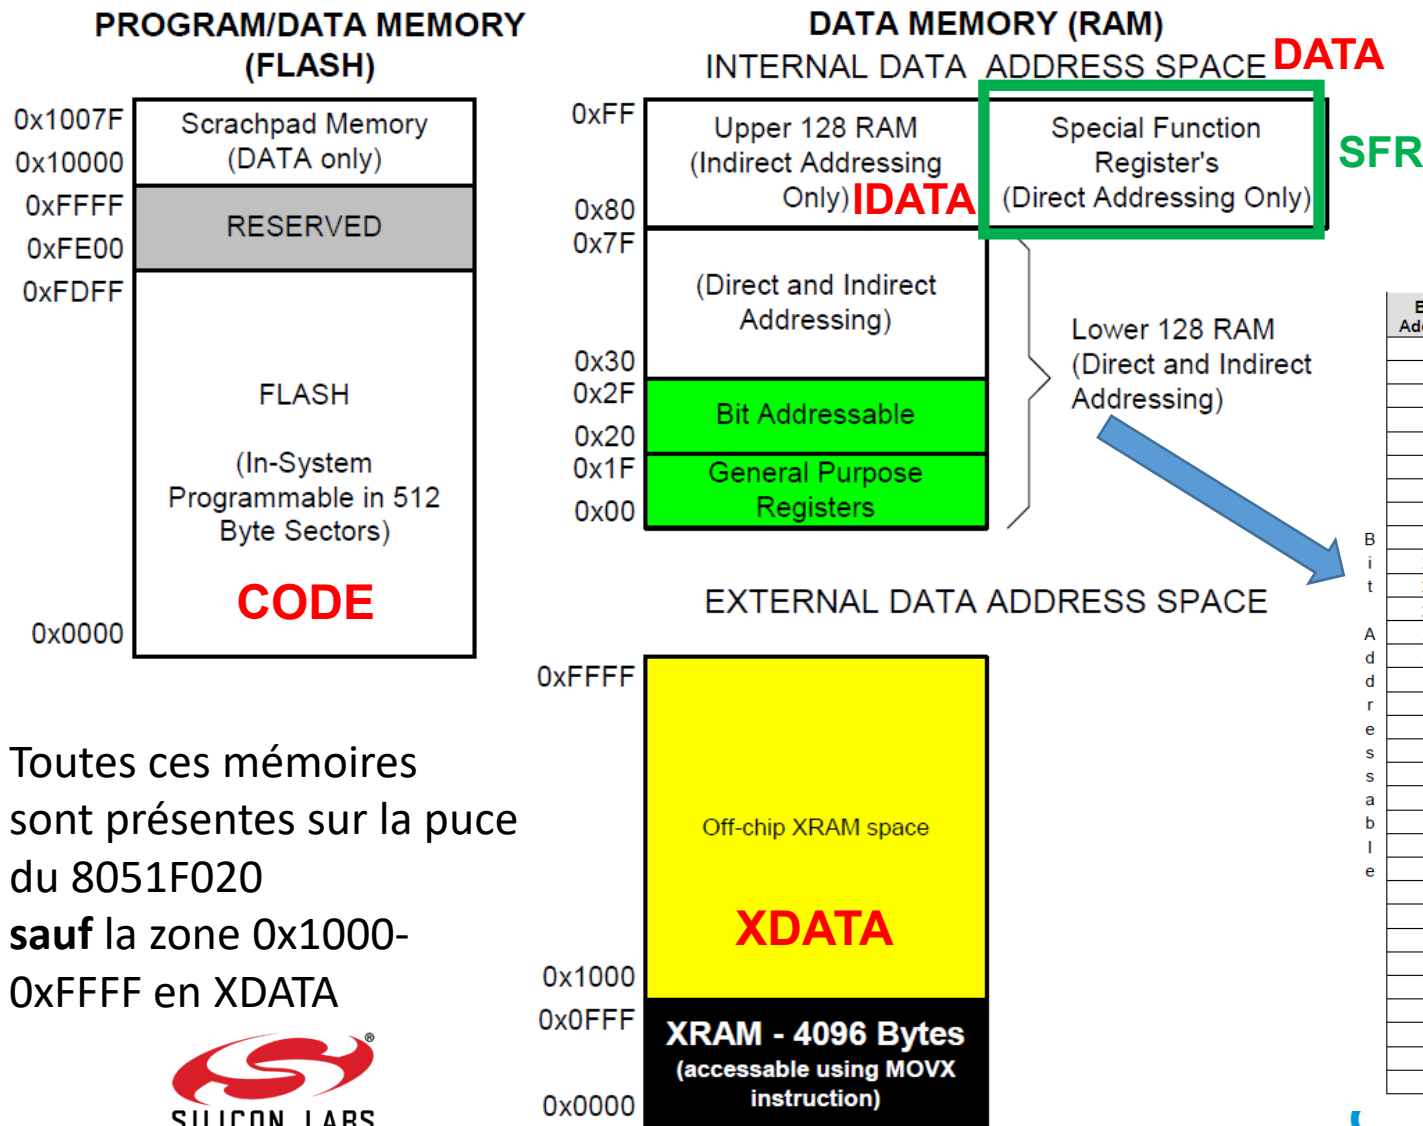 PROGRAM/DATA MEMORY
(FLASH)
0x1007F
Scrachpad Memory
0x10000
(DATA only)
0xFFFF
RESERVED
0xFE00
0xFDFF
FLASH
(In-System
Programmable in 512
Byte Sectors)
CODE
0x0000
DATA MEMORY (RAM)
INTERNAL DATA ADDRESS SPACE
DATA
0xFF
Upper 128 RAM
(Indirect Addressing
Only)
IDATA
0x80
Special Function
Register's
(Direct Addressing Only)
SFR
0x7F
(Direct and Indirect
Addressing)
0x30
0x2F
Bit Addressable
0x20
0x1F
General Purpose
Registers
0x00
Lower 128 RAM
(Direct and Indirect
Addressing)
EXTERNAL DATA ADDRESS SPACE
0xFFFF
Off-chip XRAM space
XDATA
0x1000
0x0FFF
XRAM - 4096 Bytes
(accessable using MOVX
instruction)
0x0000
Toutes ces mémoires
sont présentes sur la puce
du 8051F020
sauf la zone 0x1000-
0xFFFF en XDATA
®
SILICON LABS
Bit Addressable